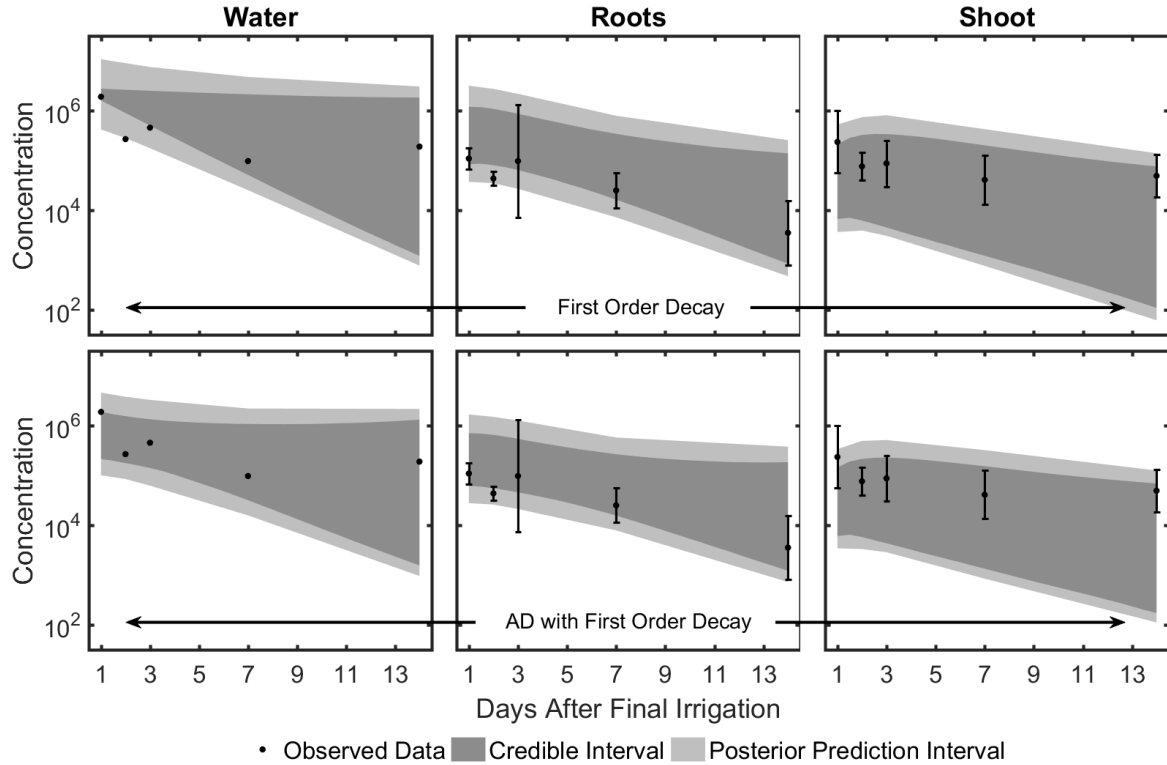 Water Roots Shoot
Concentration
10^6
10^4
10^2
First Order Decay
Concentration
10^6
10^4
10^2
AD with First Order Decay
1 3 5 7 9 11 13 1 3 5 7 9 11 13 1 3 5 7 9 11 13
Days After Final Irrigation
Observed Data Credible Interval Posterior Prediction Interval